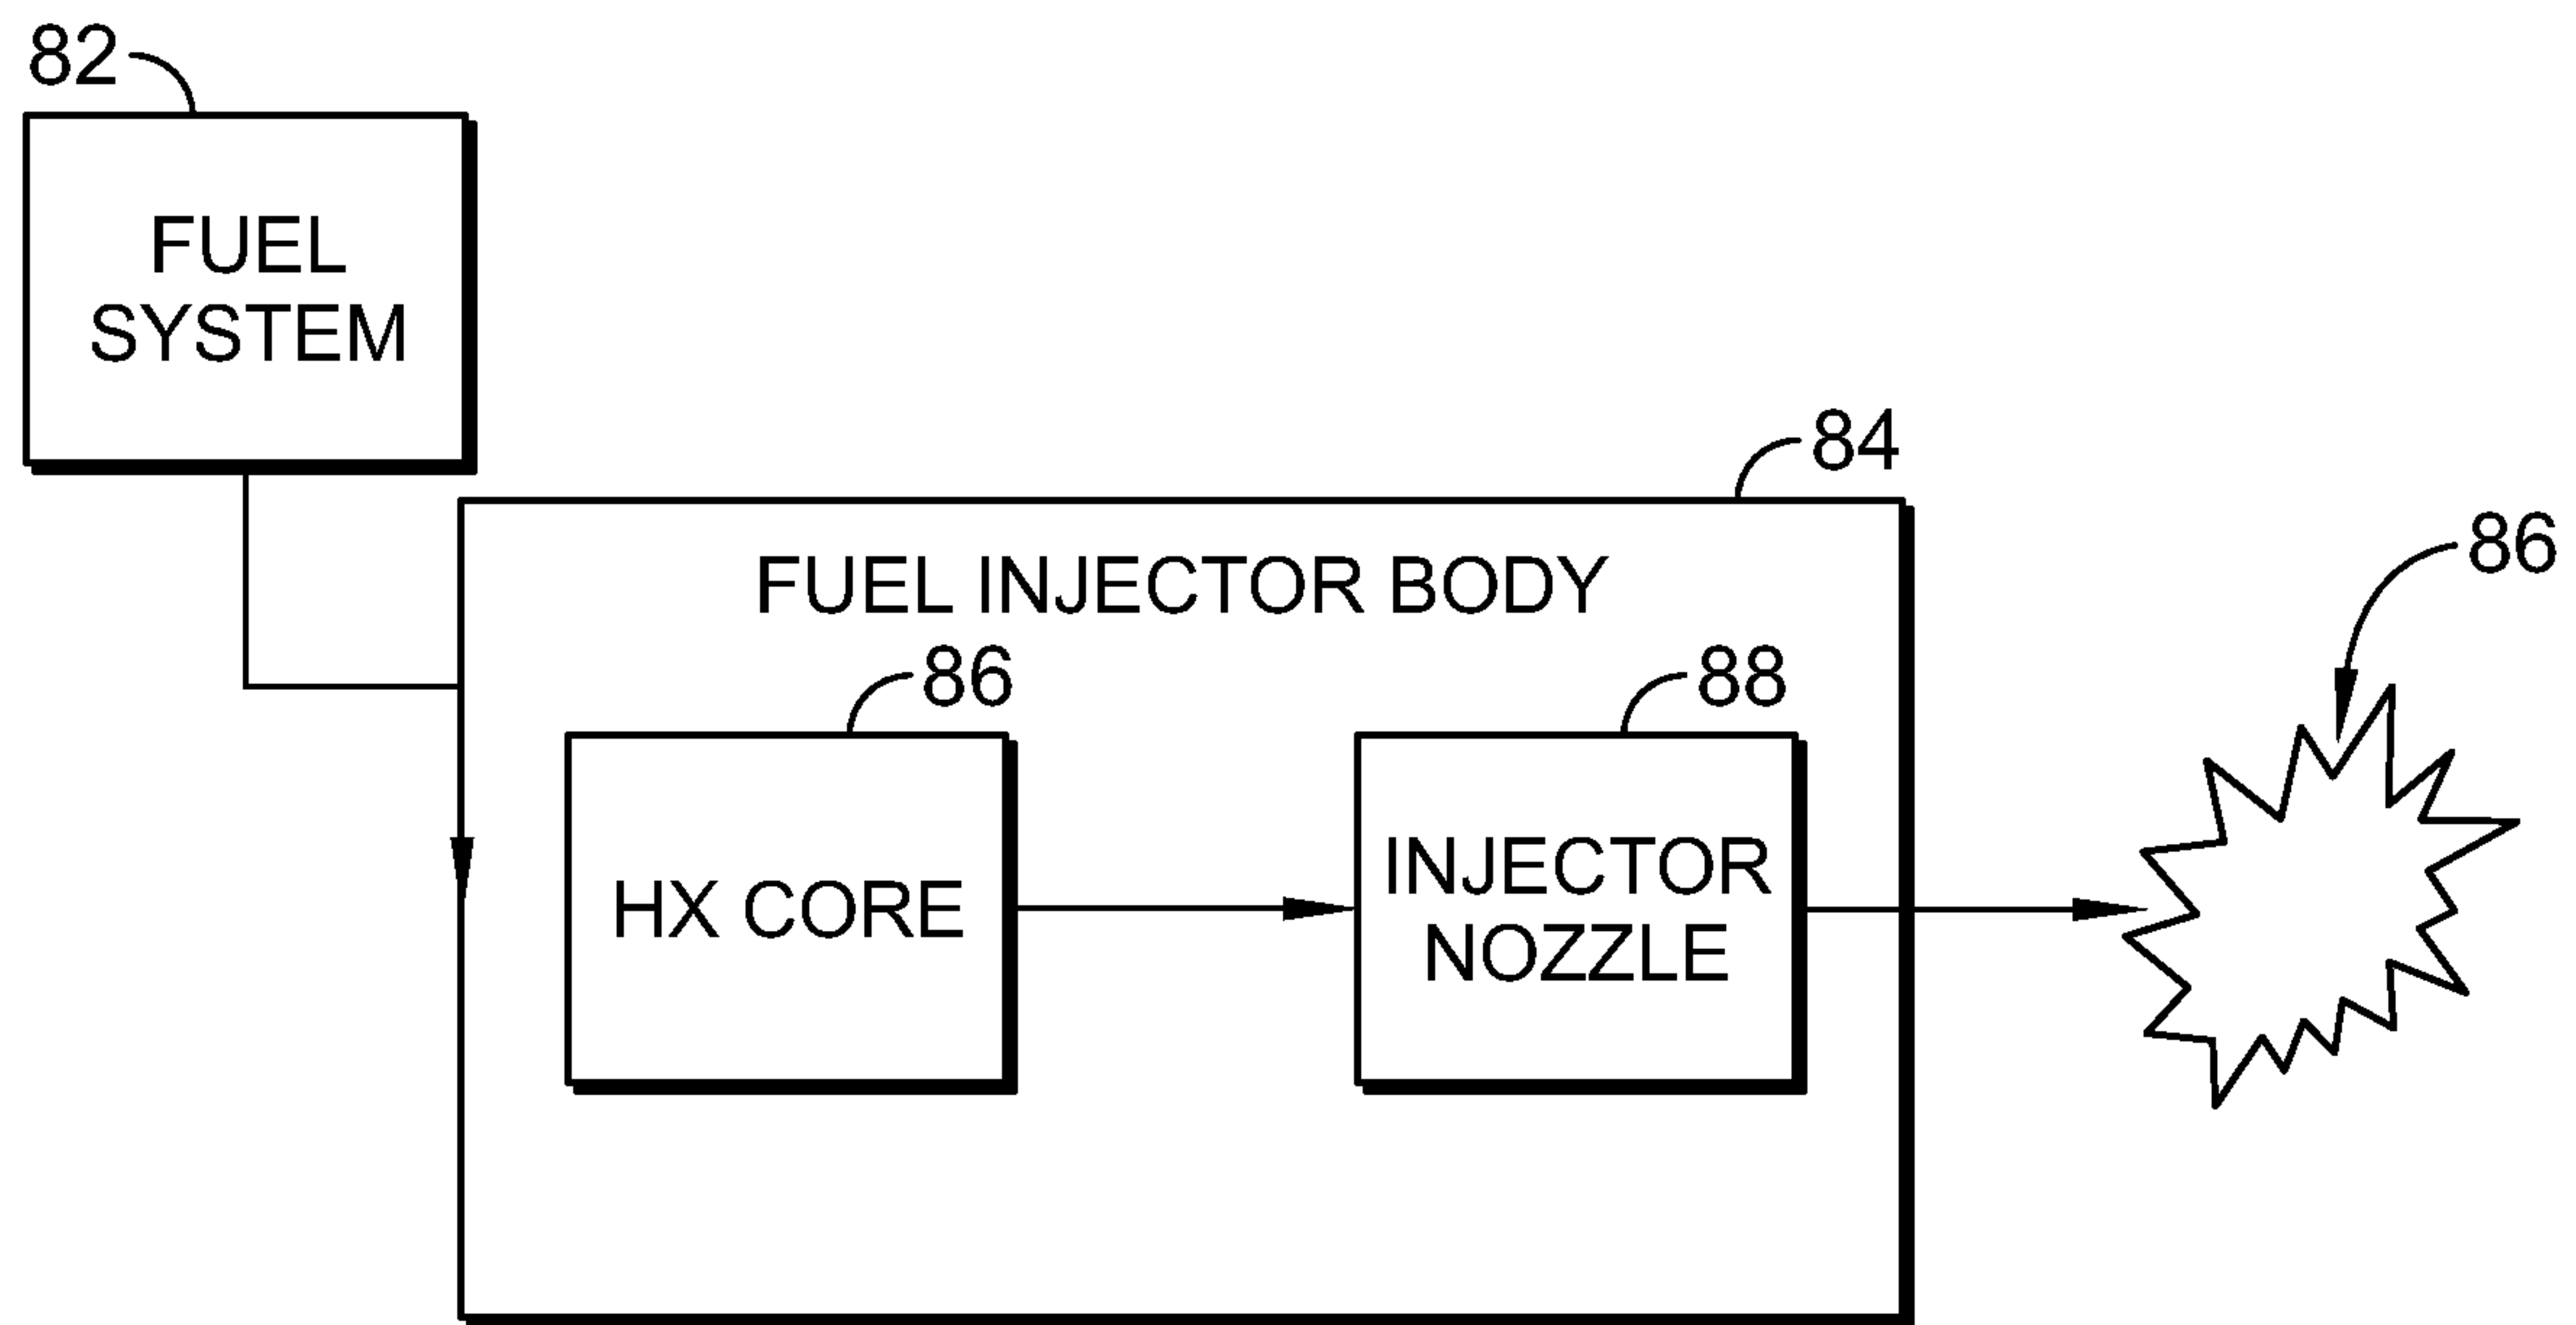 82
FUEL
SYSTEM
84
FUEL INJECTOR BODY
86
86
88
HX CORE
INJECTOR
NOZZLE